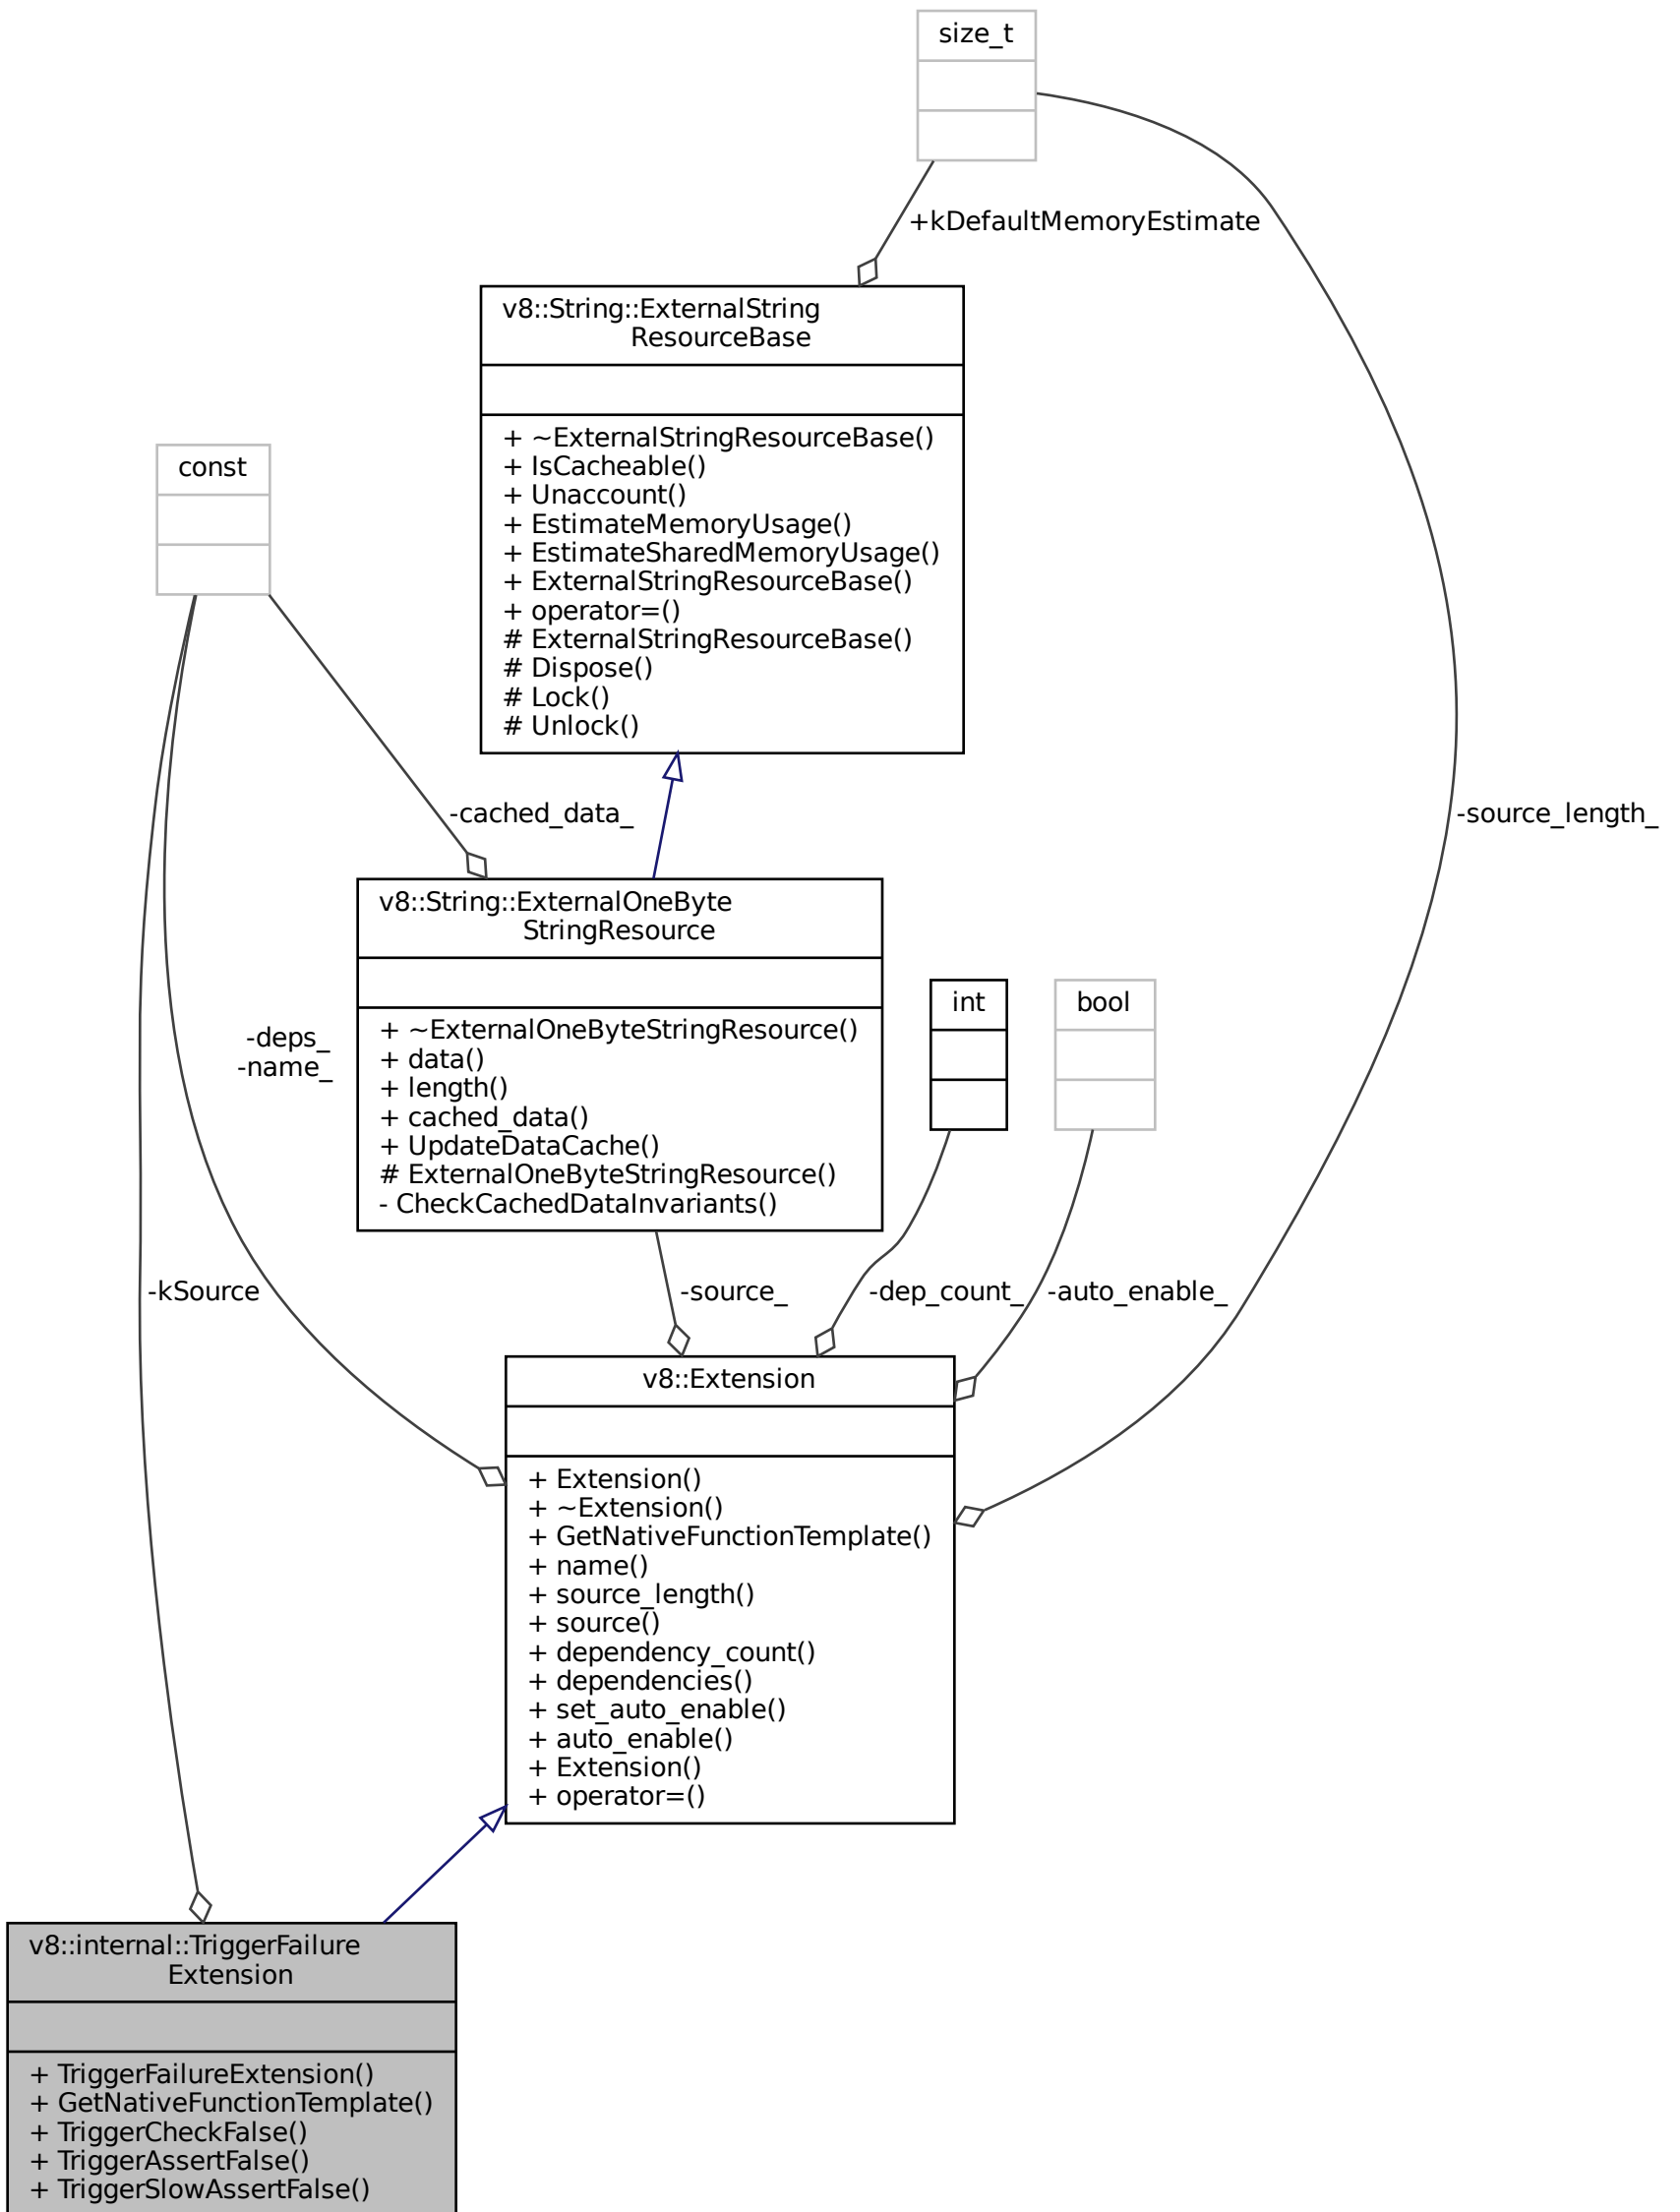 size_t
+kDefaultMemoryEstimate
v8::String::ExternalString
ResourceBase
+ ~ExternalStringResourceBase()
+ IsCacheable()
+ Unaccount()
+ EstimateMemoryUsage()
+ EstimateSharedMemoryUsage()
+ ExternalStringResourceBase()
+ operator=()
# ExternalStringResourceBase()
# Dispose()
# Lock()
# Unlock()
const
-cached_data_
-source_length_
v8::String::ExternalOneByte
StringResource
+ ~ExternalOneByteStringResource()
+ data()
+ length()
+ cached_data()
+ UpdateDataCache()
# ExternalOneByteStringResource()
- CheckCachedDataInvariants()
int
bool
-deps_
-name_
-kSource
-source_
-dep_count_
-auto_enable_
v8::Extension
+ Extension()
+ ~Extension()
+ GetNativeFunctionTemplate()
+ name()
+ source_length()
+ source()
+ dependency_count()
+ dependencies()
+ set_auto_enable()
+ auto_enable()
+ Extension()
+ operator=()
v8::internal::TriggerFailure
Extension
+ TriggerFailureExtension()
+ GetNativeFunctionTemplate()
+ TriggerCheckFalse()
+ TriggerAssertFalse()
+ TriggerSlowAssertFalse()